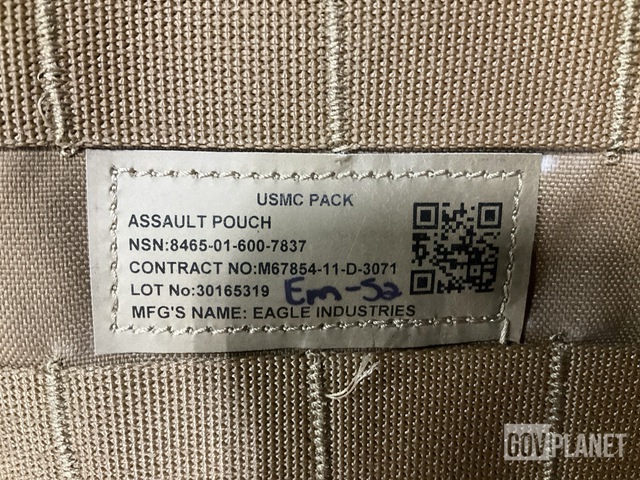 USMC PACK
ASSAULT POUCH
NSN:8465-01-600-7837
CONTRACT NO:M67854-11-D-3071
LOT No:30165319 Em-52
MFG'S NAME: EAGLE INDUSTRIES
GOVPLANET